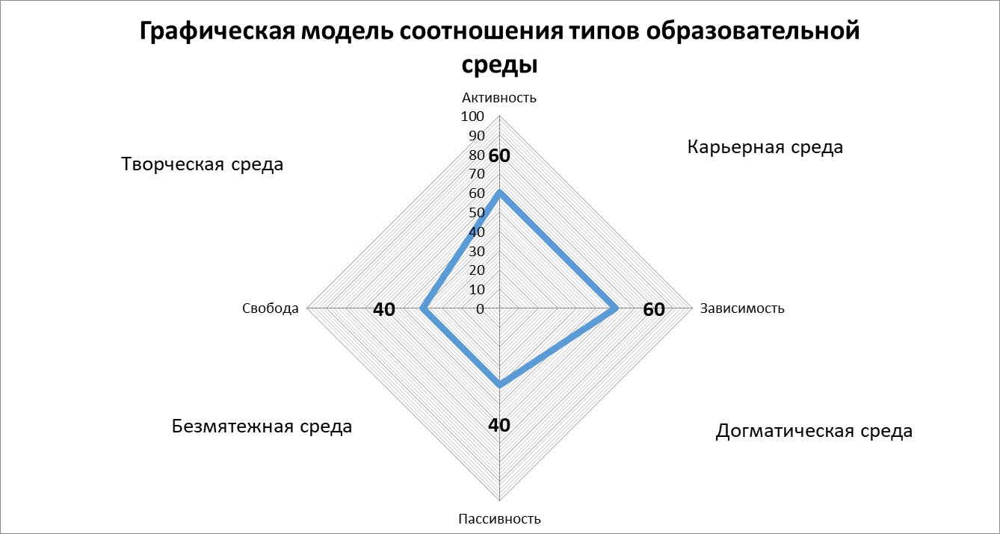 Графическая модель соотношения типов образовательной
среды
Активность
100
90
80
70
60
50
40
30
20
10
0
60
Творческая среда
Карьерная среда
Свобода
40
60
Зависимость
Безмятежная среда
40
Догматическая среда
Пассивность